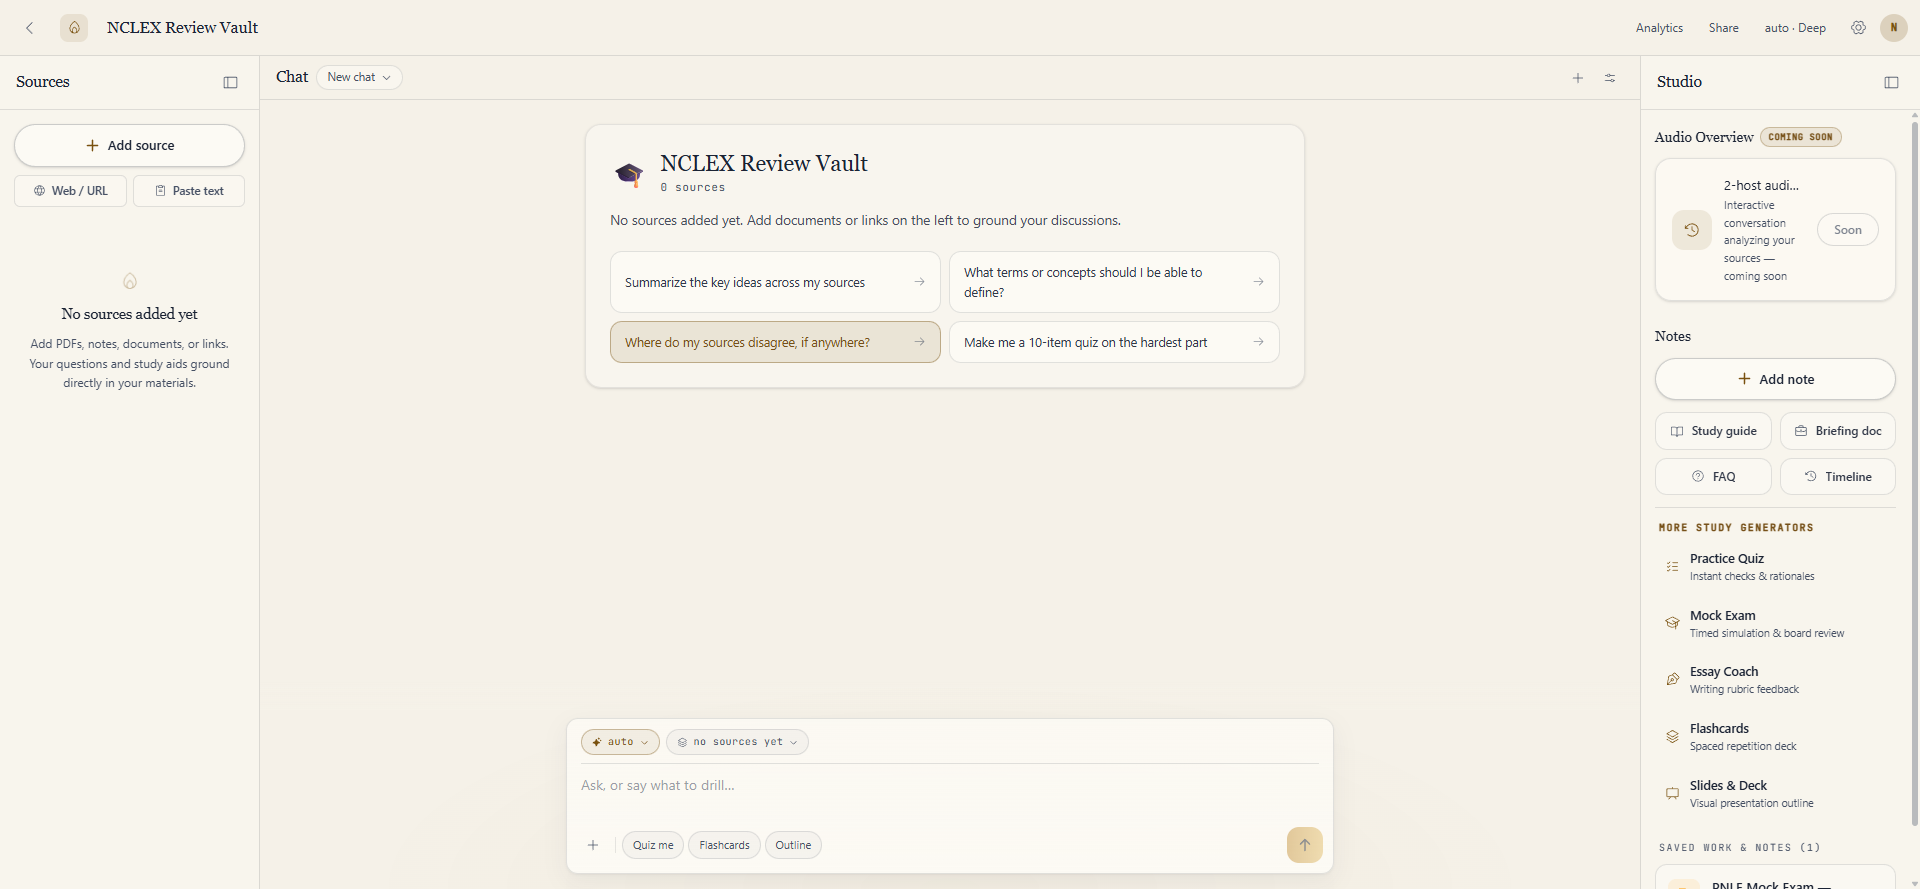 NCLEX Review Vault
Analytics
Share
auto · Deep
N
Sources
Add source
Web / URL
Paste text
No sources added yet
Add PDFs, notes, documents, or links.
Your questions and study aids ground
directly in your materials.
Chat
New chat
NCLEX Review Vault
0 sources
No sources added yet. Add documents or links on the left to ground your discussions.
Summarize the key ideas across my sources
What terms or concepts should I be able to
define?
Where do my sources disagree, if anywhere?
Make me a 10-item quiz on the hardest part
auto
no sources yet
Ask, or say what to drill...
Quiz me
Flashcards
Outline
Studio
Audio Overview
COMING SOON
2-host audi...
Interactive
conversation
analyzing your
sources —
coming soon
Soon
Notes
Add note
Study guide
Briefing doc
FAQ
Timeline
MORE STUDY GENERATORS
Practice Quiz
Instant checks & rationales
Mock Exam
Timed simulation & board review
Essay Coach
Writing rubric feedback
Flashcards
Spaced repetition deck
Slides & Deck
Visual presentation outline
SAVED WORK & NOTES (1)
PNLE Mock Exam —